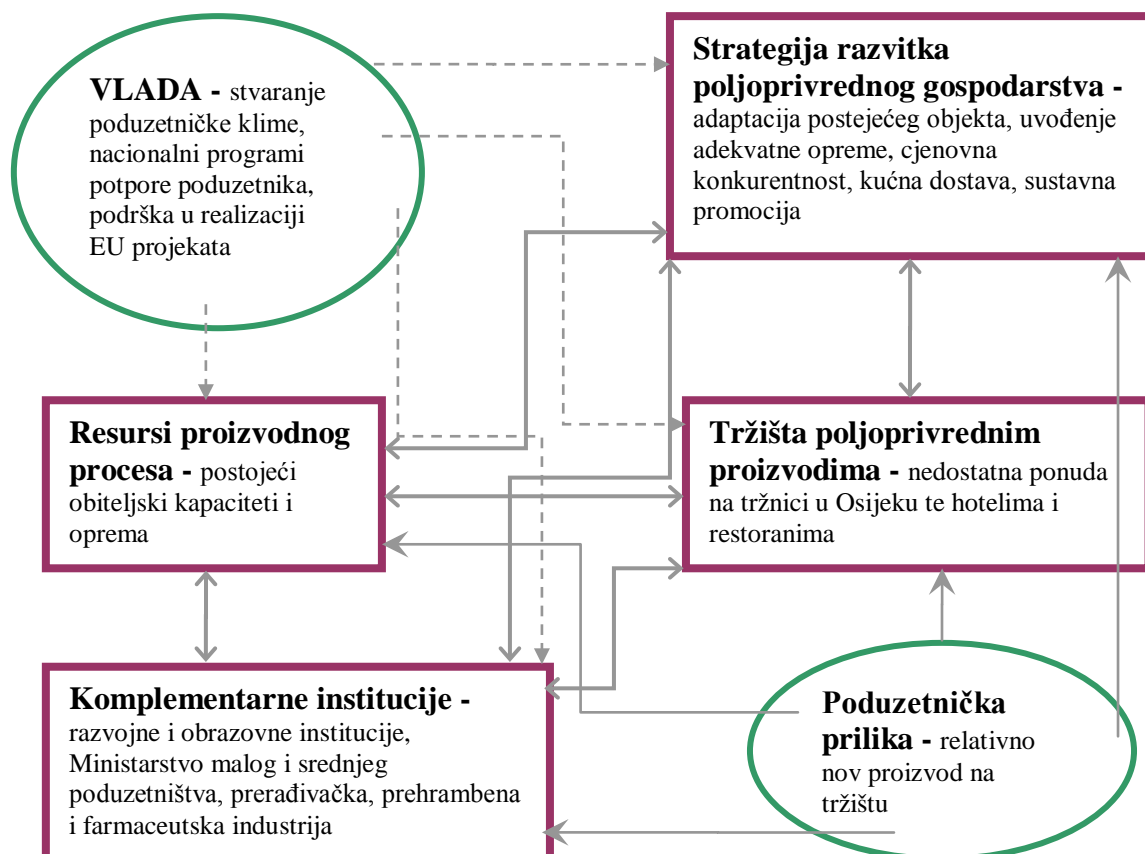 VLADA - stvaranje
poduzetničke klime,
nacionalni programi
potpore poduzetnika,
podrška u realizaciji
EU projekata
Strategija razvitka
poljoprivrednog gospodarstva -
adaptacija postejećeg objekta, uvođenje
adekvatne opreme, cjenovna
konkurentnost, kućna dostava, sustavna
promocija
Resursi proizvodnog
procesa - postojeći
obiteljski kapaciteti i
oprema
Tržišta poljoprivrednim
proizvodima - nedostatna ponuda
na tržnici u Osijeku te hotelima i
restoranima
Komplementarne institucije -
razvojne i obrazovne institucije,
Ministarstvo malog i srednjeg
poduzetništva, prerađivačka, prehrambena
i farmaceutska industrija
Poduzetnička
prilika - relativno
nov proizvod na
tržištu